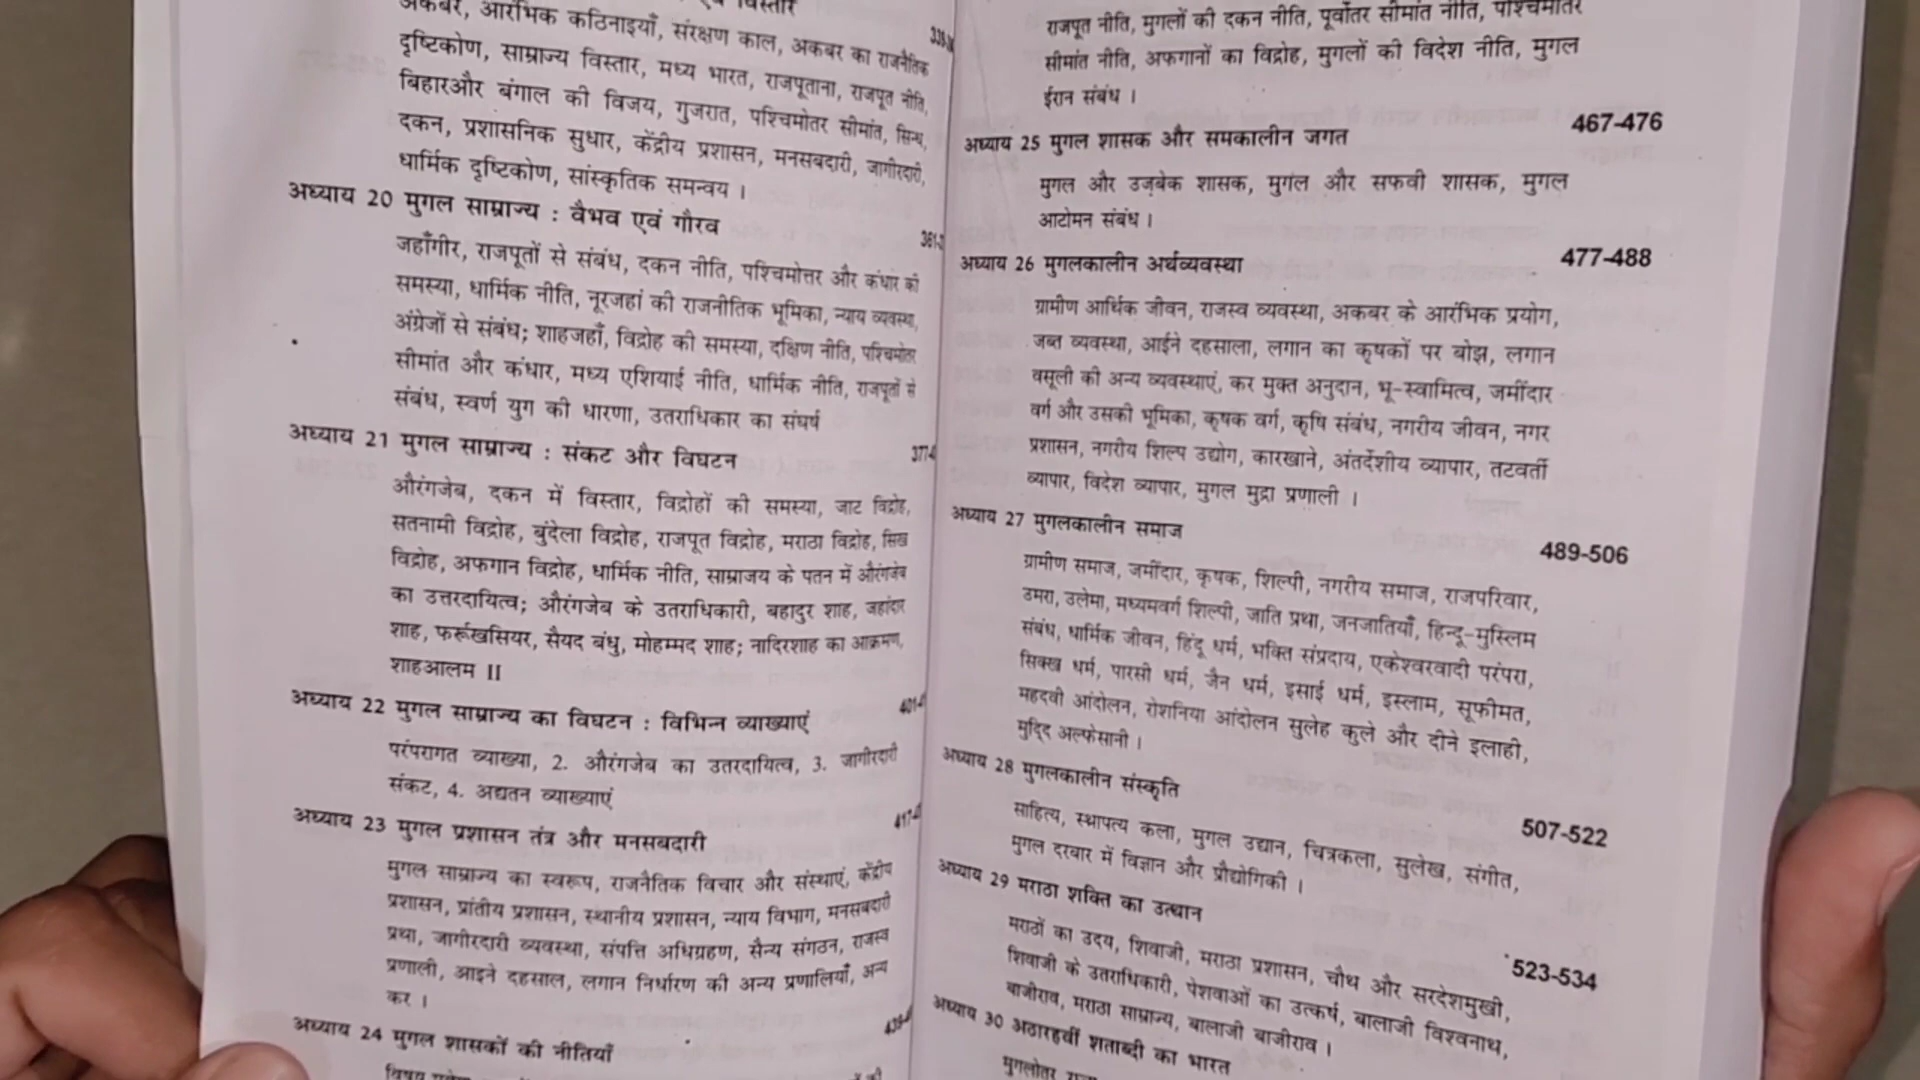 विस्तार
अकबर, आरंभिक कठिनाइयाँ, संरक्षण काल, अकबर का राजनैतिक
दृष्टिकोण, साम्राज्य विस्तार, मध्य भारत, राजपूताना, राजपूत नीति,
बिहारऔर बंगाल की विजय, गुजरात, पश्चिमोतर सीमांत, सिन्ध,
दकन, प्रशासनिक सुधार, केंद्रीय प्रशासन, मनसबदारी, जागीरदारी,
धार्मिक दृष्टिकोण, सांस्कृतिक समन्वय ।
अध्याय 20 मुगल साम्राज्य : वैभव एवं गौरव
जहाँगीर, राजपूतों से संबंध, दकन नीति, पश्चिमोत्तर और कंधार की
समस्या, धार्मिक नीति, नूरजहां की राजनीतिक भूमिका, न्याय व्यवस्था,
अंग्रेजों से संबंध; शाहजहाँ, विद्रोह की समस्या, दक्षिण नीति, पश्चिमोतर
सीमांत और कंधार, मध्य एशियाई नीति, धार्मिक नीति, राजपूतों से
संबंध, स्वर्ण युग की धारणा, उतराधिकार का संघर्ष
अध्याय 21 मुगल साम्राज्य : संकट और विघटन
औरंगजेब, दकन में विस्तार, विद्रोहों की समस्या, जाट विद्रोह,
सतनामी विद्रोह, बुंदेला विद्रोह, राजपूत विद्रोह, मराठा विद्रोह, सिख
विद्रोह, अफगान विद्रोह, धार्मिक नीति, साम्राजय के पतन में औरंगजेब
का उत्तरदायित्व; औरंगजेब के उतराधिकारी, बहादुर शाह, जहांदार
शाह, फर्रूखसियर, सैयद बंधु, मोहम्मद शाह; नादिरशाह का आक्रमण,
शाहआलम II
अध्याय 22 मुगल साम्राज्य का विघटन : विभिन्न व्याख्याएं
परंपरागत व्याख्या, 2. औरंगजेब का उतरदायित्व, 3. जागीरदारी
संकट, 4. अद्यतन व्याख्याएं
अध्याय 23 मुगल प्रशासन तंत्र और मनसबदारी
मुगल साम्राज्य का स्वरूप, राजनैतिक विचार और संस्थाएं, केंद्रीय
प्रशासन, प्रांतीय प्रशासन, स्थानीय प्रशासन, न्याय विभाग, मनसबदारी
प्रथा, जागीरदारी व्यवस्था, संपत्ति अधिग्रहण, सैन्य संगठन, राजस्व
प्रणाली, आइने दहसाल, लगान निर्धारण की अन्य प्रणालियाँ, अन्य
कर ।
अध्याय 24 मुगल शासकों की नीतियाँ
राजपूत नीति, मुगलों की दकन नीति, पूर्वोतर सीमांत नीति, पश्चिमोतर
सीमांत नीति, अफगानों का विद्रोह, मुगलों की विदेश नीति, मुगल
ईरान संबंध ।
अध्याय 25 मुगल शासक और समकालीन जगत 467-476
मुगल और उज़बेक शासक, मुगल और सफवी शासक, मुगल
आटोमन संबंध ।
अध्याय 26 मुगलकालीन अर्थव्यवस्था 477-488
ग्रामीण आर्थिक जीवन, राजस्व व्यवस्था, अकबर के आरंभिक प्रयोग,
जब्त व्यवस्था, आईने दहसाला, लगान का कृषकों पर बोझ, लगान
वसूली की अन्य व्यवस्थाएं, कर मुक्त अनुदान, भू-स्वामित्व, जमींदार
वर्ग और उसकी भूमिका, कृषक वर्ग, कृषि संबंध, नगरीय जीवन, नगर
प्रशासन, नगरीय शिल्प उद्योग, कारखाने, अंतर्देशीय व्यापार, तटवर्ती
व्यापार, विदेश व्यापार, मुगल मुद्रा प्रणाली ।
अध्याय 27 मुगलकालीन समाज 489-506
ग्रामीण समाज, जमींदार, कृषक, शिल्पी, नगरीय समाज, राजपरिवार,
उमरा, उलेमा, मध्यमवर्ग शिल्पी, जाति प्रथा, जनजातियाँ, हिन्दू-मुस्लिम
संबंध, धार्मिक जीवन, हिंदू धर्म, भक्ति संप्रदाय, एकेश्वरवादी परंपरा,
सिक्ख धर्म, पारसी धर्म, जैन धर्म, इसाई धर्म, इस्लाम, सूफीमत,
महदवी आंदोलन, रोशनिया आंदोलन सुलेह कुले और दीने इलाही,
मुद्दि अल्फेसानी ।
अध्याय 28 मुगलकालीन संस्कृति 507-522
साहित्य, स्थापत्य कला, मुगल उद्यान, चित्रकला, सुलेख, संगीत,
मुगल दरबार में विज्ञान और प्रौद्योगिकी ।
अध्याय 29 मराठा शक्ति का उत्थान 523-534
मराठों का उदय, शिवाजी, मराठा प्रशासन, चौथ और सरदेशमुखी,
शिवाजी के उतराधिकारी, पेशवाओं का उत्कर्ष, बालाजी विश्वनाथ,
बाजीराव, मराठा साम्राज्य, बालाजी बाजीराव ।
अध्याय 30 अठारहवीं शताब्दी का भारत